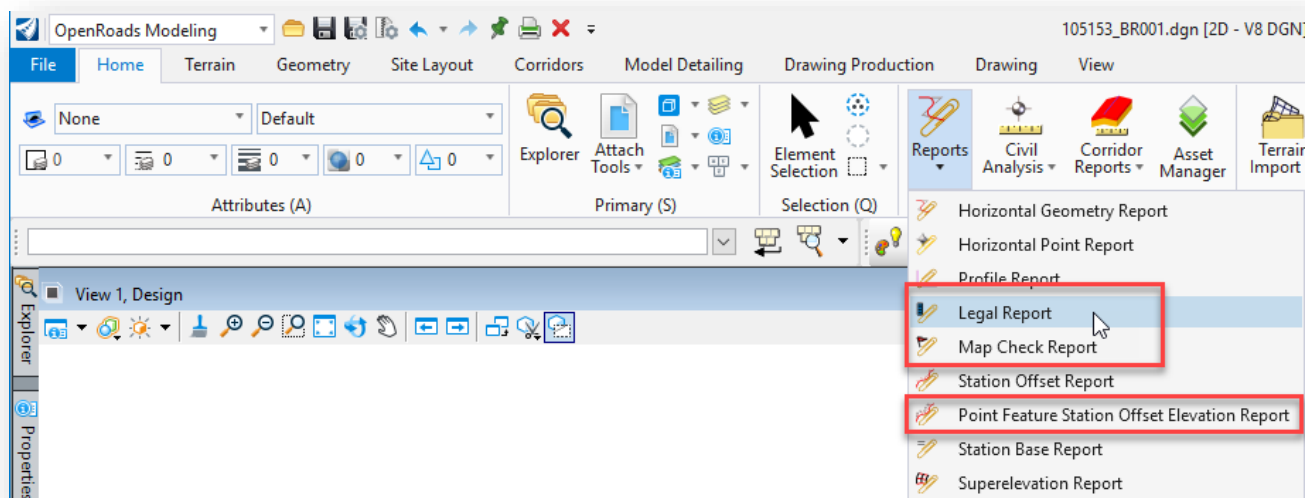 OpenRoads Modeling
105153_BR001.dgn [2D - V8 DGN]
File Home Terrain Geometry Site Layout Corridors Model Detailing Drawing Production Drawing View
None Default
0 0 0 0 0
Explorer
Attach
Tools
Element
Selection
Reports
Civil
Analysis
Corridor
Reports
Asset
Manager
Terrain
Import
Attributes (A) Primary (S) Selection (Q)
Horizontal Geometry Report
Horizontal Point Report
Profile Report
Legal Report
Map Check Report
Station Offset Report
Point Feature Station Offset Elevation Report
Station Base Report
Superelevation Report
View 1, Design
Explorer
Properties